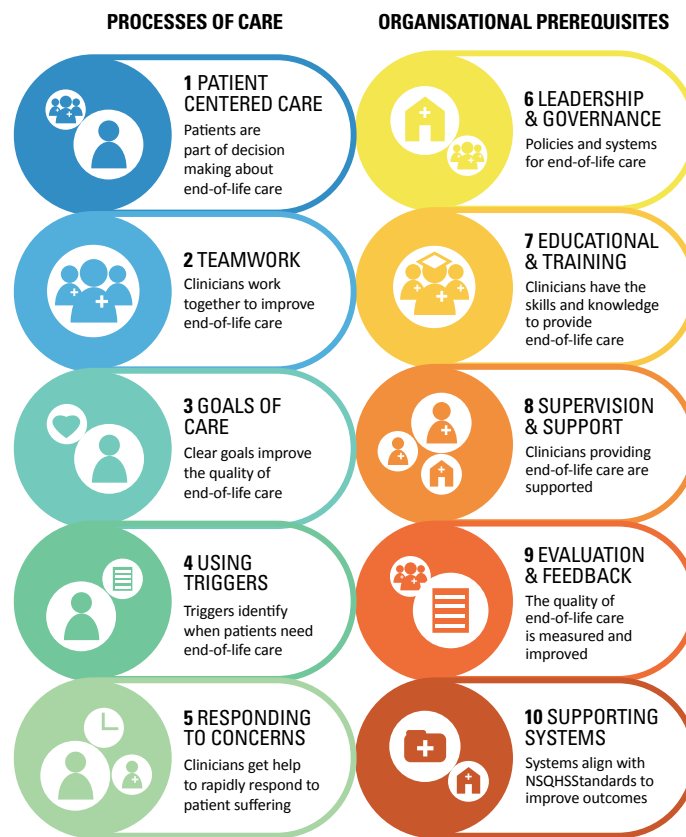 PROCESSES OF CARE
1 PATIENT
CENTERED CARE
Patients are
part of decision
making about
end-of-life care
2 TEAMWORK
Clinicians work
together to improve
end-of-life care
3 GOALS OF
CARE
Clear goals improve
the quality of
end-of-life care
4 USING
TRIGGERS
Triggers identify
when patients need
end-of-life care
5 RESPONDING
TO CONCERNS
Clinicians get help
to rapidly respond to
patient suffering
ORGANISATIONAL PREREQUISITES
6 LEADERSHIP
& GOVERNANCE
Policies and systems
for end-of-life care
7 EDUCATIONAL
& TRAINING
Clinicians have the
skills and knowledge
to provide
end-of-life care
8 SUPERVISION
& SUPPORT
Clinicians providing
end-of-life care are
supported
9 EVALUATION
& FEEDBACK
The quality of
end-of-life care
is measured and
improved
10 SUPPORTING
SYSTEMS
Systems align with
NSQHSStandards to
improve outcomes